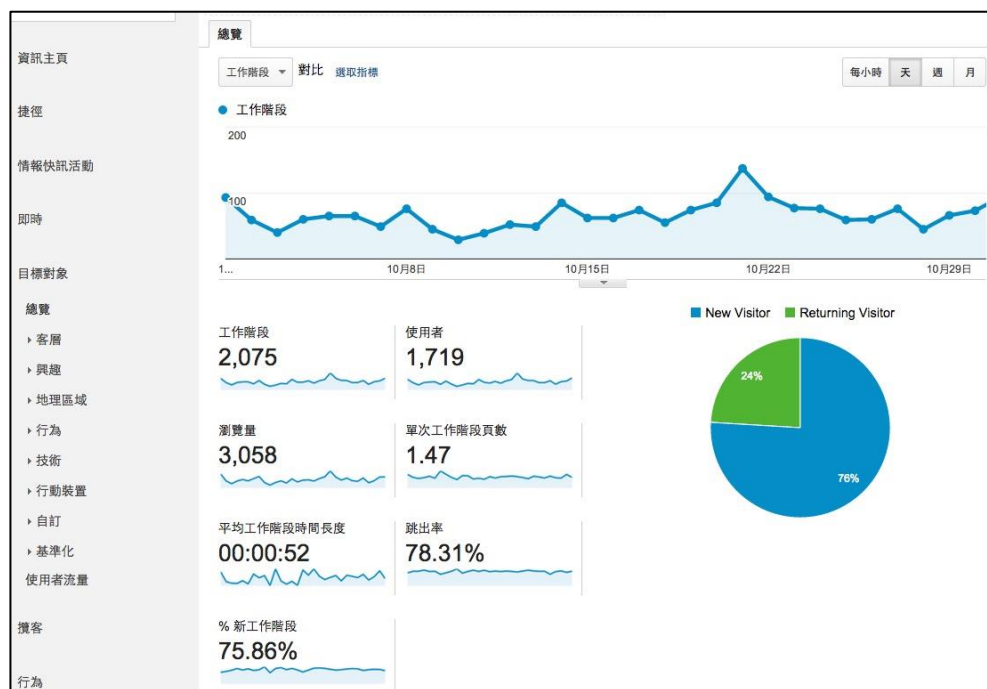 資訊主頁
捷徑
情報快訊活動
即時
目標對象
總覽
客層
興趣
地理區域
行為
技術
行動裝置
自訂
基準化
使用者流量
攬客
行為
總覽
工作階段 對比 選取指標
每小時 天 週 月
工作階段
200
100
1... 10月8日 10月15日 10月22日 10月29日
New Visitor Returning Visitor
工作階段 使用者
2,075 1,719
瀏覽量 單次工作階段頁數
3,058 1.47
平均工作階段時間長度 跳出率
00:00:52 78.31%
% 新工作階段
75.86%
24%
76%